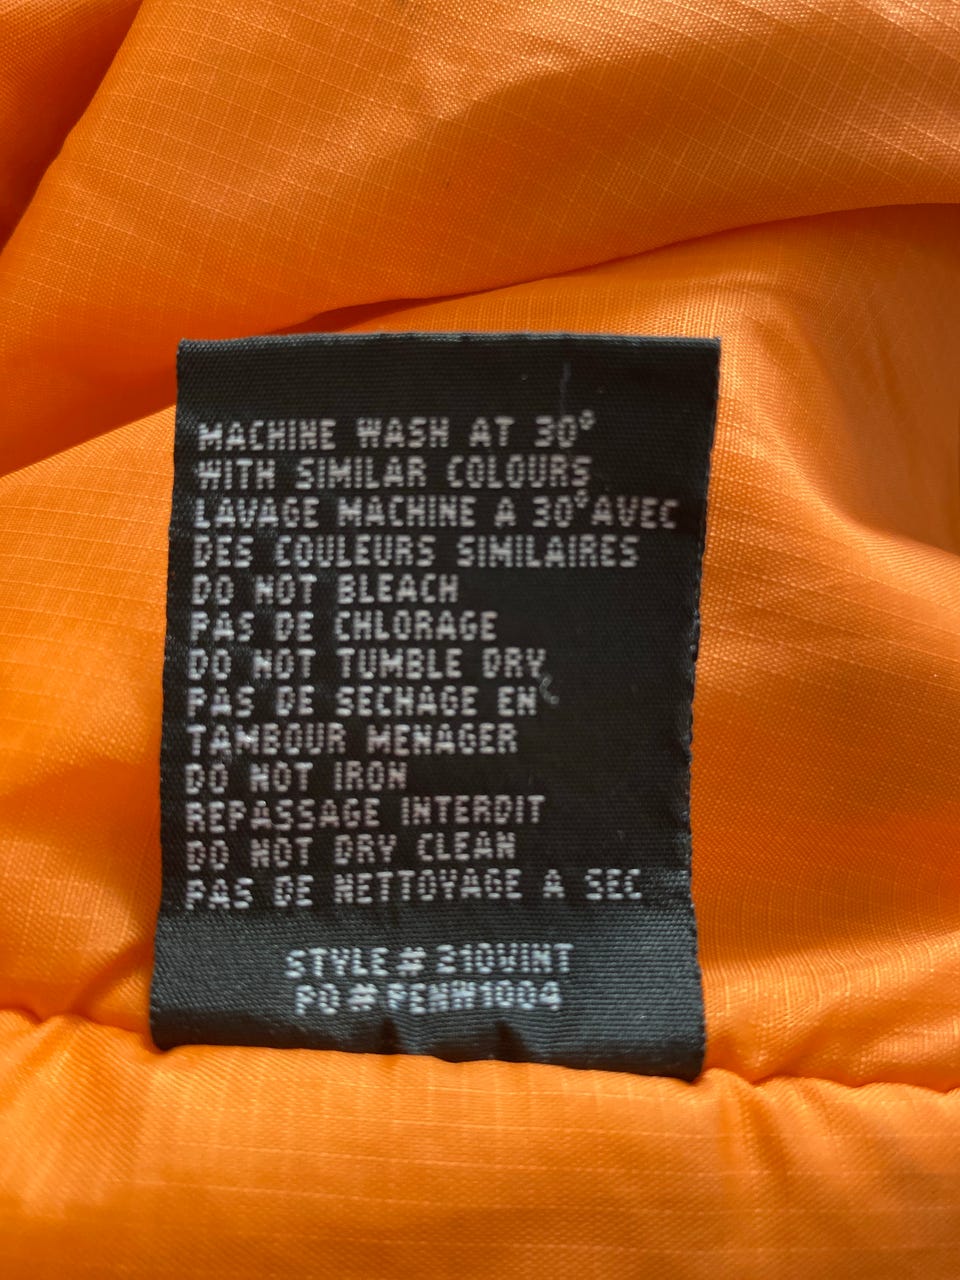 MACHINE WASH AT 30°
WITH SIMILAR COLOURS
LAVAGE MACHINE A 30°AVEC
DES COULEURS SIMILAIRES
DO NOT BLEACH
PAS DE CHLORAGE
DO NOT TUMBLE DRY
PAS DE SECHAGE EN
TAMBOUR MENAGER
DO NOT IRON
REPASSAGE INTERDIT
DO NOT DRY CLEAN
PAS DE NETTOYAGE A SEC
STYLE #
PO #